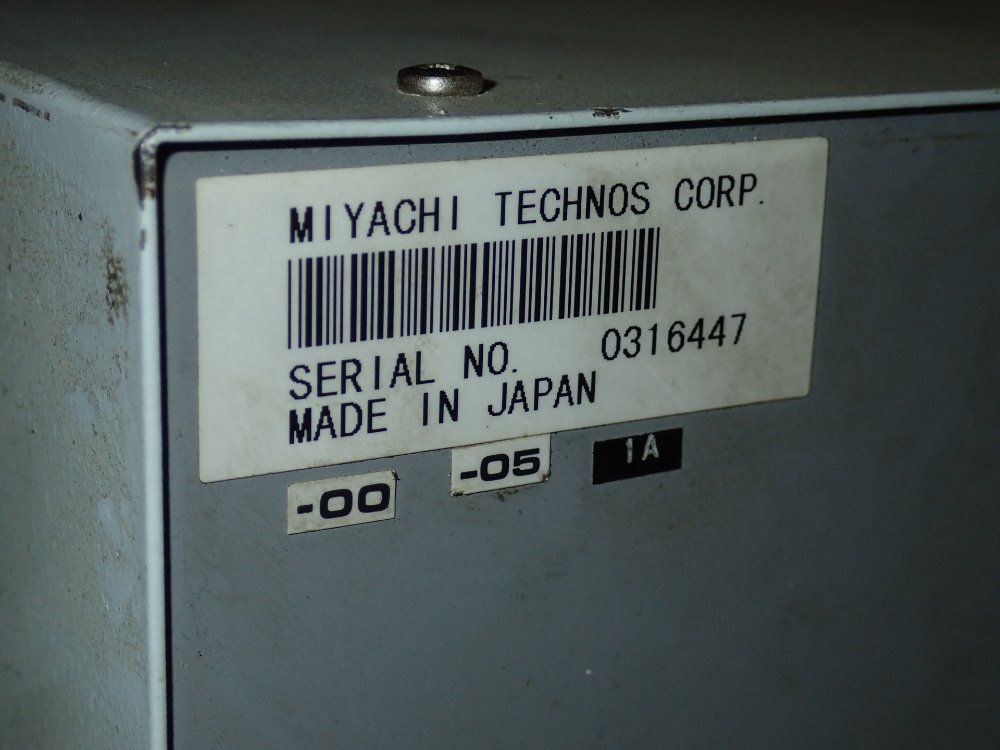 MIYACHI TECHNOS CORP.
SERIAL NO. 0316447
MADE IN JAPAN
-00 -05 1A